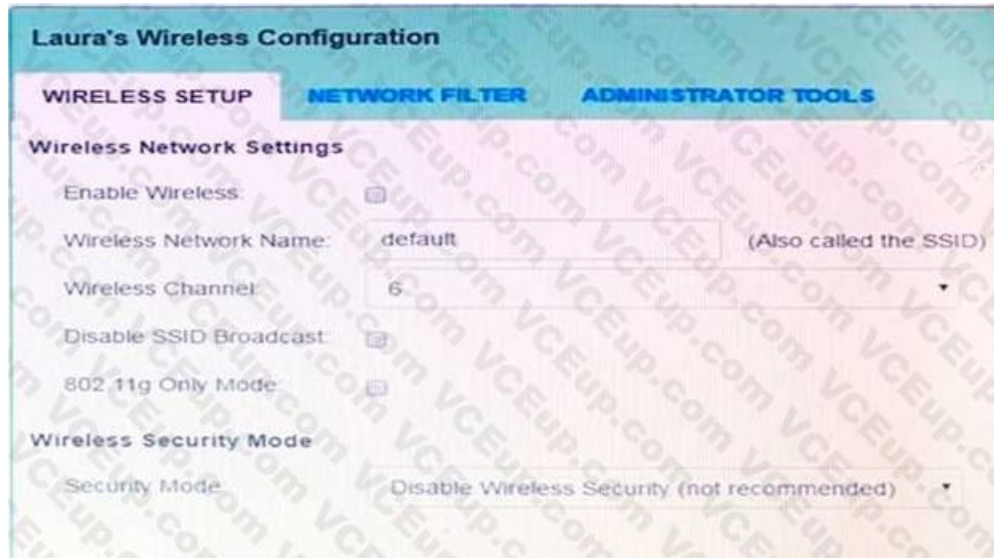 Laura's Wireless Configuration
WIRELESS SETUP NETWORK FILTER ADMINISTRATOR TOOLS
Wireless Network Settings
Enable Wireless:
Wireless Network Name: default (Also called the SSID)
Wireless Channel: 6
Disable SSID Broadcast:
802.11g Only Mode:
Wireless Security Mode
Security Mode: Disable Wireless Security (not recommended)
VCEup.com